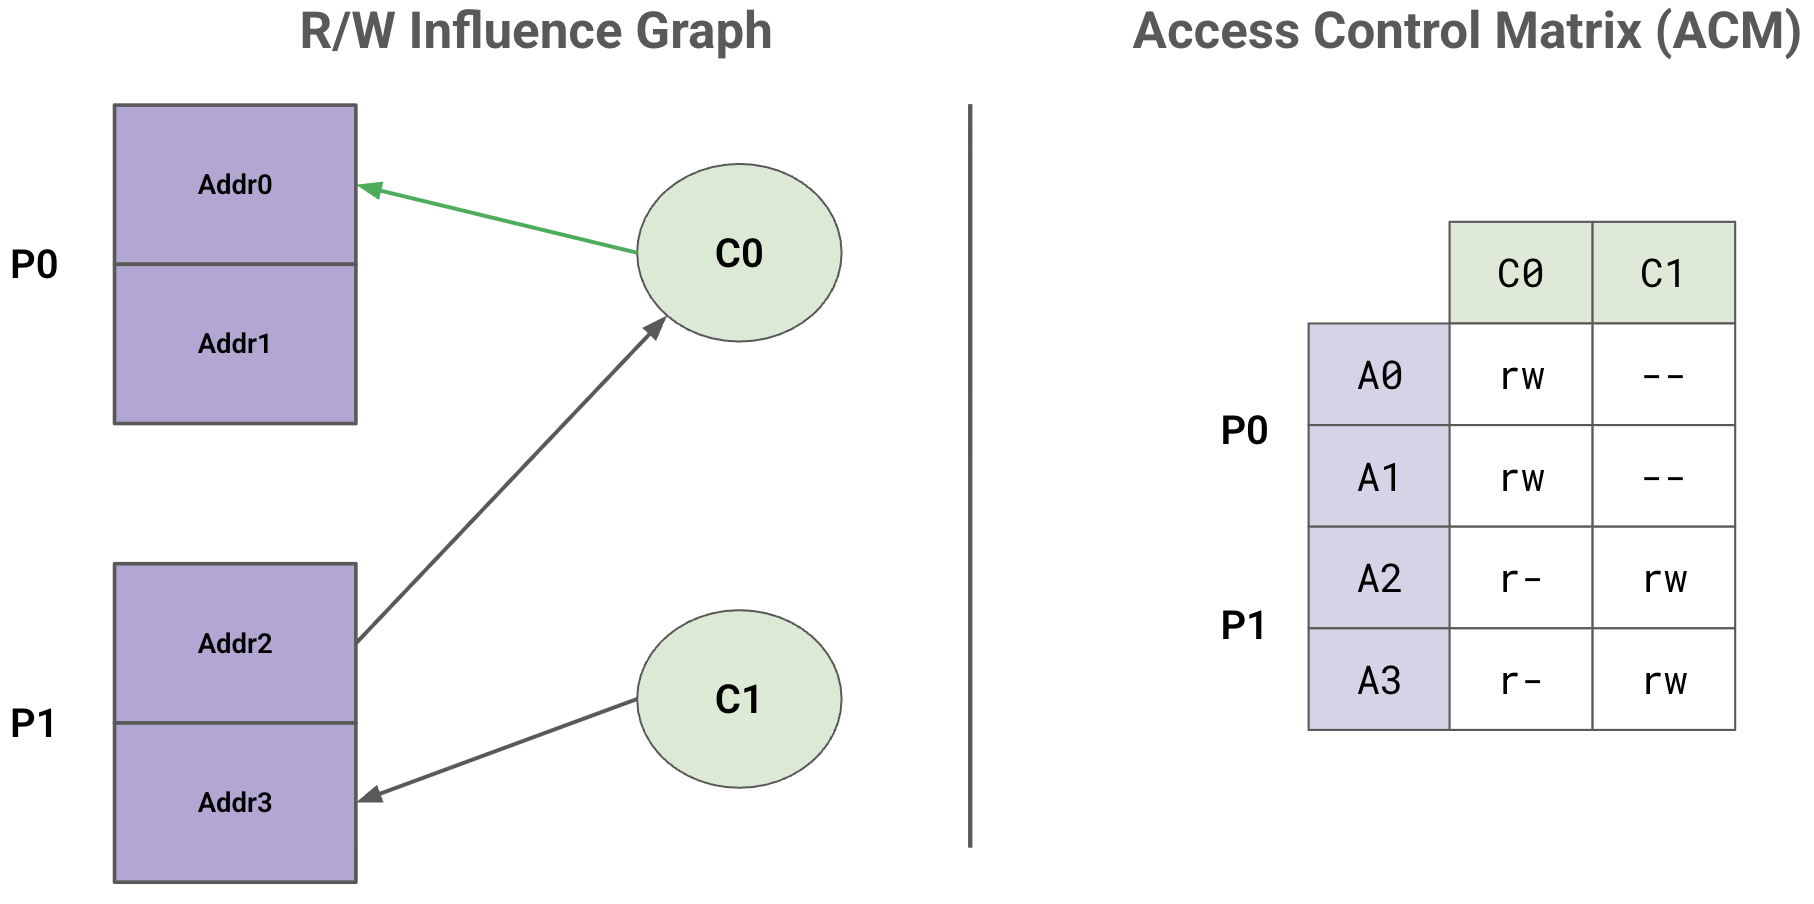 R/W Influence Graph
P0
Addr0
Addr1
C0
P1
Addr2
Addr3
C1
Access Control Matrix (ACM)
C0 C1
P0
A0 rw --
A1 rw --
P1
A2 r- rw
A3 r- rw